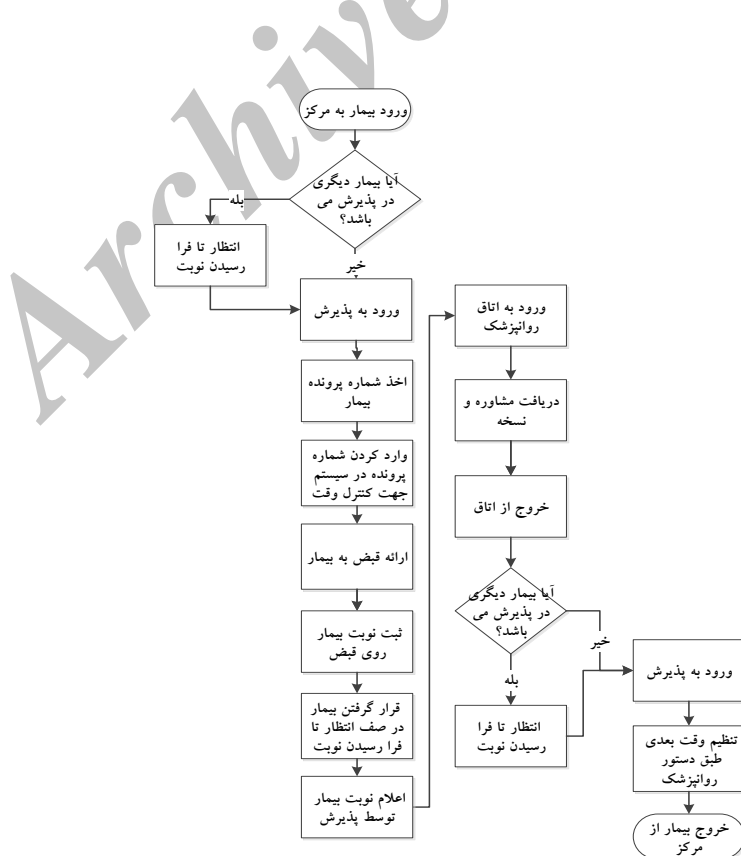 Archive
ورود بیمار به مرکز
آیا بیمار دیگری
در پذیرش می
باشد؟
بله
خیر
انتظار تا فرا
رسیدن نوبت
ورود به پذیرش
اخذ شماره پرونده
بیمار
وارد کردن شماره
پرونده در سیستم
جهت کنترل وقت
ارائه قبض به بیمار
ثبت نوبت بیمار
روی قبض
قرار گرفتن بیمار
در صف انتظار تا
فرا رسیدن نوبت
اعلام نوبت بیمار
توسط پذیرش
ورود به اتاق
روانپزشک
دریافت مشاوره و
نسخه
خروج از اتاق
آیا بیمار دیگری
در پذیرش می
باشد؟
خیر
بله
انتظار تا فرا
رسیدن نوبت
ورود به پذیرش
تنظیم وقت بعدی
طبق دستور
روانپزشک
خروج بیمار از
مرکز